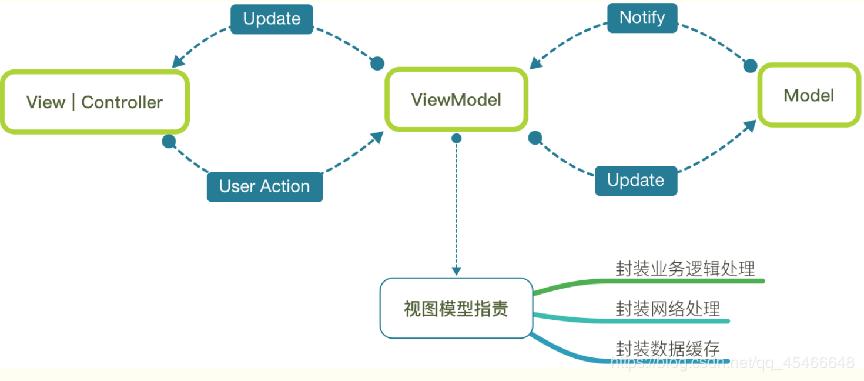 Update
Notify
View | Controller
ViewModel
Model
User Action
Update
视图模型指责
封装业务逻辑处理
封装网络处理
封装数据缓存
https://blog.csdn.net/qq_45466648